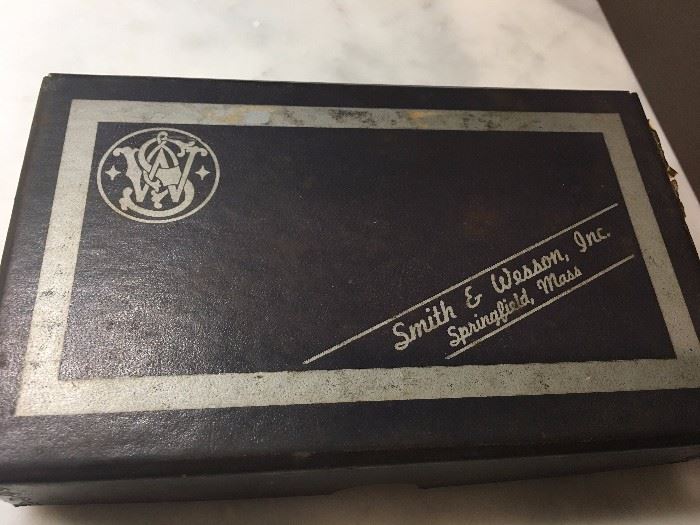 S&W
Smith & Wesson, Inc.
Springfield, Mass